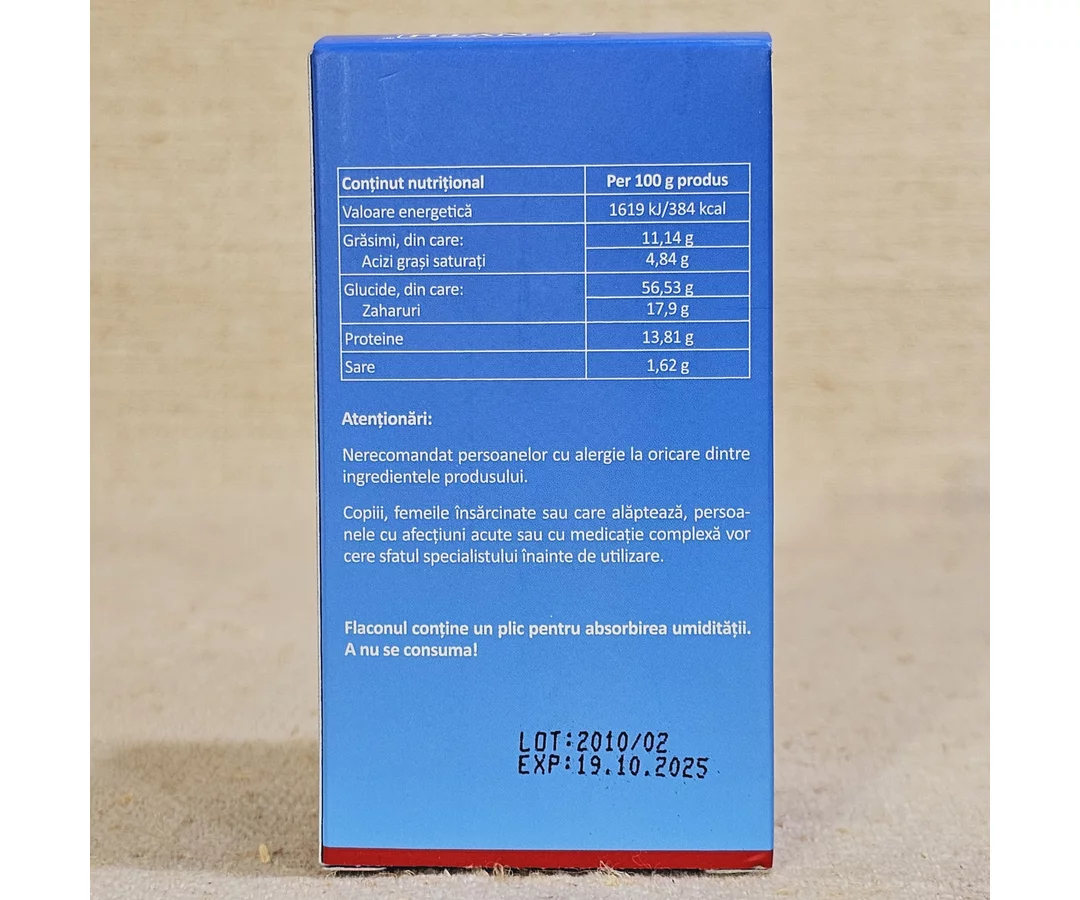 Conținut nutrițional Per 100 g produs
Valoare energetică 1619 kJ/384 kcal
Grăsimi, din care: 11,14 g
Acizi grași saturați 4,84 g
Glucide, din care: 56,53 g
Zaharuri 17,9 g
Proteine 13,81 g
Sare 1,62 g
Atenționări:
Nerecomandat persoanelor cu alergie la oricare dintre
ingredientele produsului.
Copiii, femeile însărcinate sau care alăptează, persoa-
nele cu afecțiuni acute sau cu medicație complexă vor
cere sfatul specialistului înainte de utilizare.
Flaconul conține un plic pentru absorbirea umidității.
A nu se consuma!
LOT:2010/02
EXP:19.10.2025